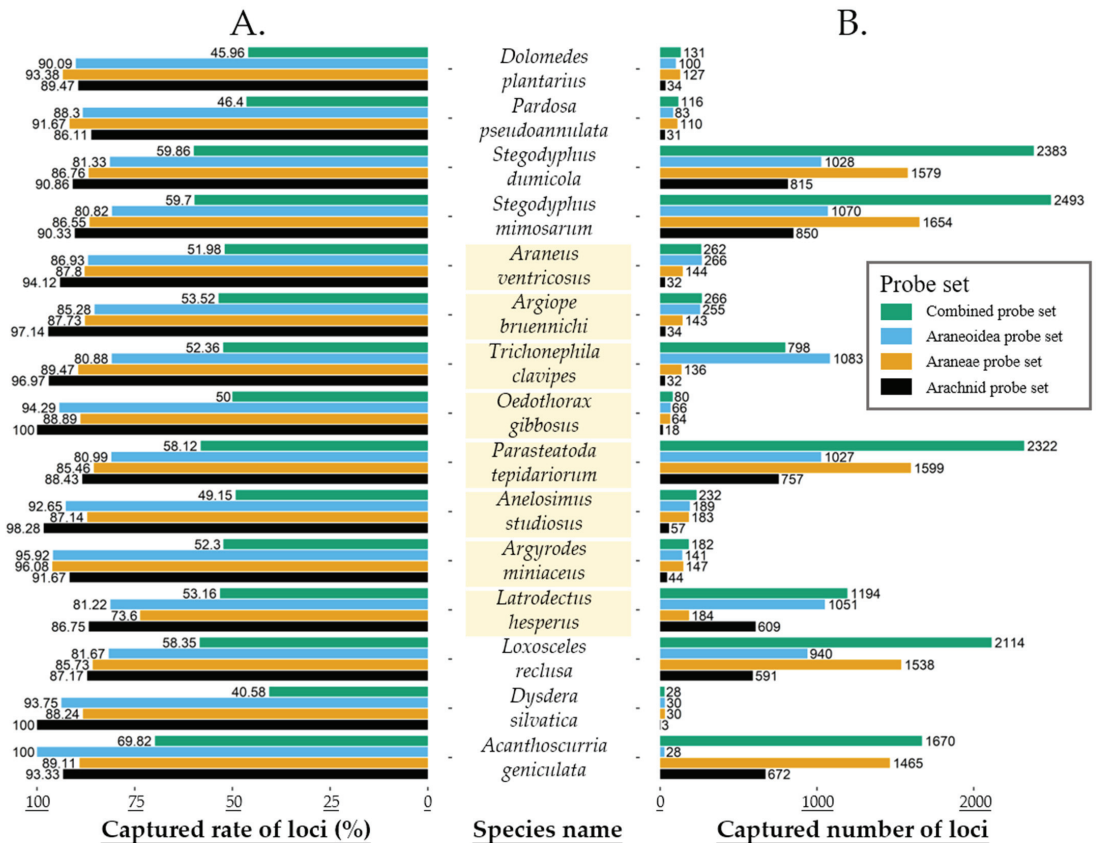 A.
B.
45.96
90.09
93.38
89.47
Dolomedes
plantarius
131
100
127
34
46.4
88.3
91.67
86.11
Pardosa
pseudoannulata
116
83
110
31
59.86
81.33
86.76
90.86
Stegodyphus
dumicola
2383
1028
1579
815
59.7
80.82
86.55
90.33
Stegodyphus
mimosarum
2493
1070
1654
850
51.98
86.93
87.8
94.12
Araneus
ventricosus
262
266
144
32
53.52
85.28
87.73
97.14
Argiope
bruennichi
266
255
143
34
52.36
80.88
89.47
96.97
Trichonephila
clavipes
798
1083
136
32
50
94.29
88.89
100
Oedothorax
gibbosus
80
66
64
18
58.12
80.99
85.46
88.43
Parasteatoda
tepidariorum
2322
1027
1599
757
49.15
92.65
87.14
98.28
Anelosimus
studiosus
232
189
183
57
52.3
95.92
96.08
91.67
Argyrodes
miniaceus
182
141
147
44
53.16
81.22
73.6
86.75
Latrodectus
hesperus
1194
1051
184
609
58.35
81.67
85.73
87.17
Loxosceles
reclusa
2114
940
1538
591
40.58
93.75
88.24
100
Dysdera
silvatica
28
30
30
3
69.82
100
89.11
93.33
Acanthoscurria
geniculata
1670
28
1465
672
Probe set
Combined probe set
Araneoidea probe set
Araneae probe set
Arachnid probe set
100 75 50 25 0
0 1000 2000
Captured rate of loci (%)
Species name
Captured number of loci